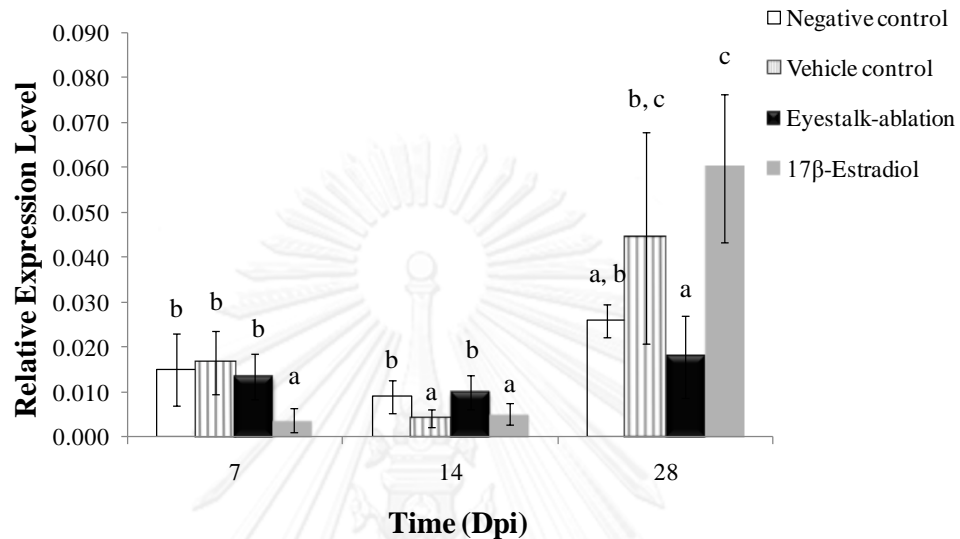 Negative control
Vehicle control
Eyestalk-ablation
17β-Estradiol
Relative Expression Level
0.090
0.080
0.070
0.060
0.050
0.040
0.030
0.020
0.010
0.000
b b b a
b a b a
a, b b, c a c
7 14 28
Time (Dpi)